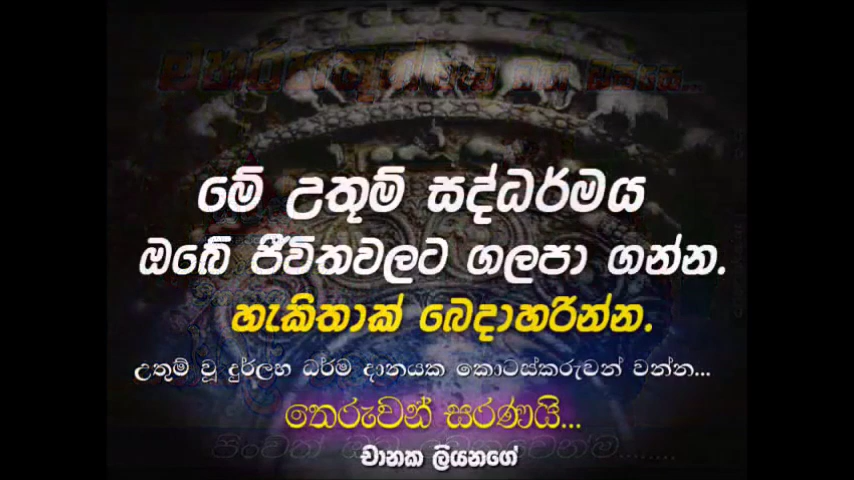 මේ උතුම් සද්ධර්මය
ඔබේ ජීවිතවලට ගලපා ගන්න.
හැකිතාක් බෙදාහරින්න.
උතුම් වූ දුර්ලභ ධර්ම දානයක කොටස්කරුවන් වන්න...
තෙරුවන් සරණයි...
චානක ලියනගේ